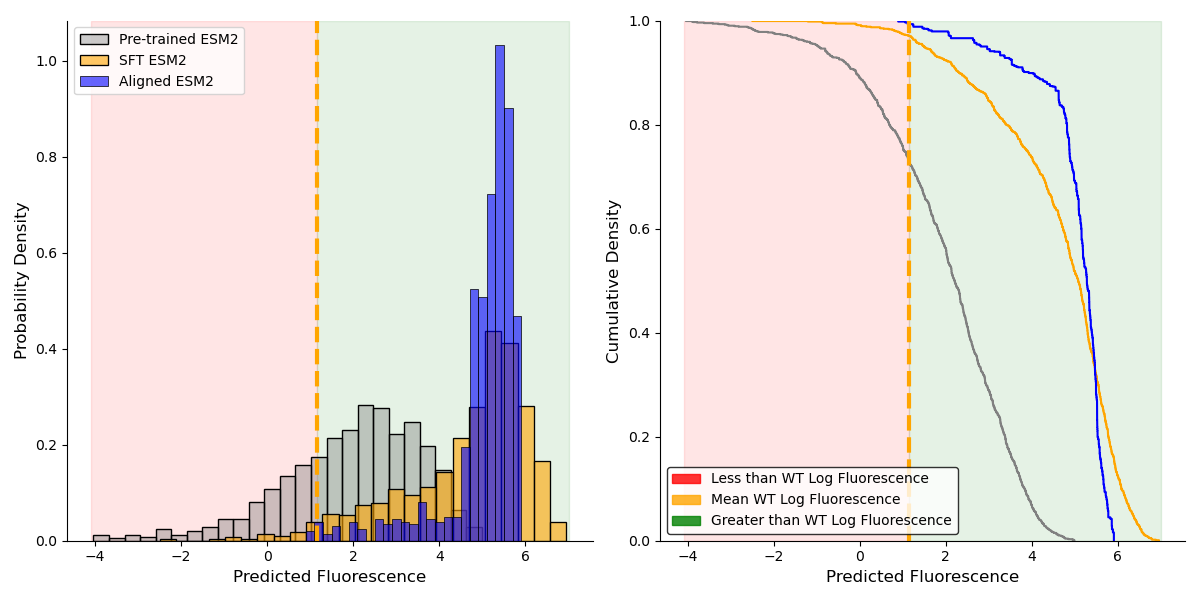 Pre-trained ESM2
SFT ESM2
Aligned ESM2
Probability Density
1.0
0.8
0.6
0.4
0.2
0.0
−4
−2
0
2
4
6
Predicted Fluorescence
Cumulative Density
1.0
0.8
0.6
0.4
0.2
0.0
Less than WT Log Fluorescence
Mean WT Log Fluorescence
Greater than WT Log Fluorescence
−4
−2
0
2
4
6
Predicted Fluorescence